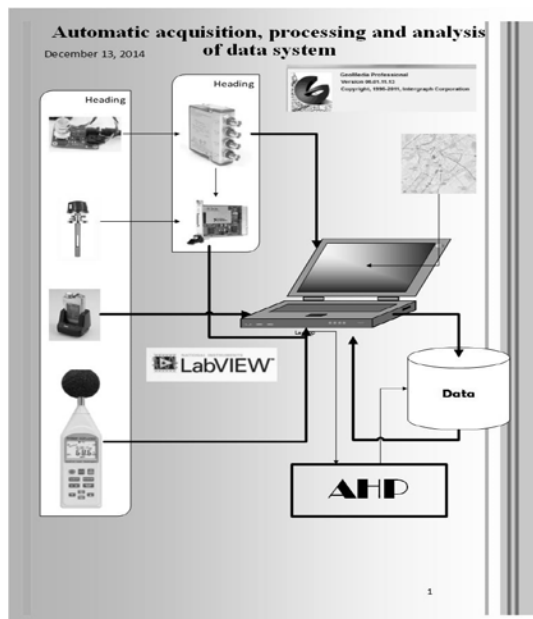 Automatic acquisition, processing and analysis
of data system
December 13, 2014
GeoMedia Professional
Copyright, 1995-2011, Intergraph Corporation
Heading
Heading
LabVIEW
Data
AHP
1